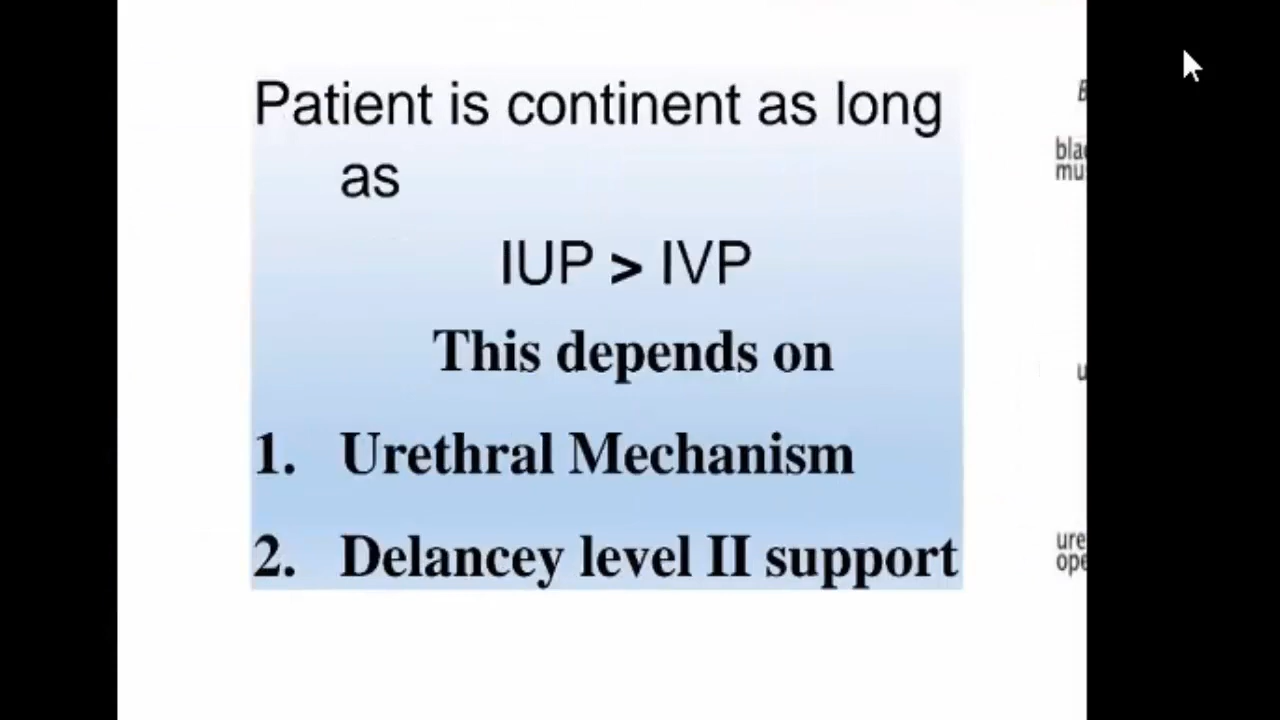 Patient is continent as long
as
IUP > IVP
This depends on
1. Urethral Mechanism
2. Delancey level II support